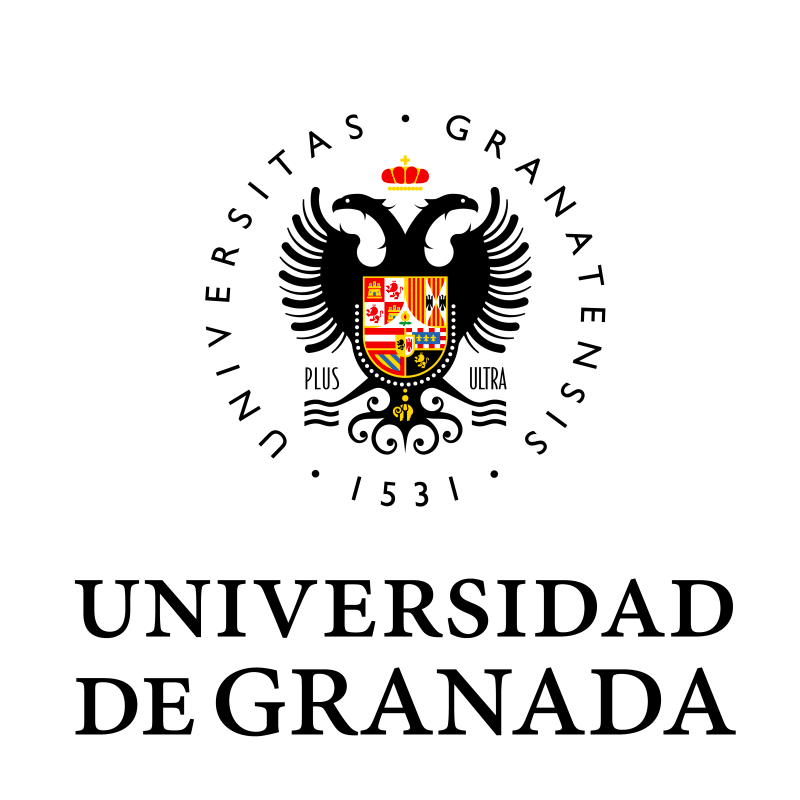 UNIVERSITAS · GRANATENSIS
· 1531 ·
PLUS ULTRA
UNIVERSIDAD
DE GRANADA